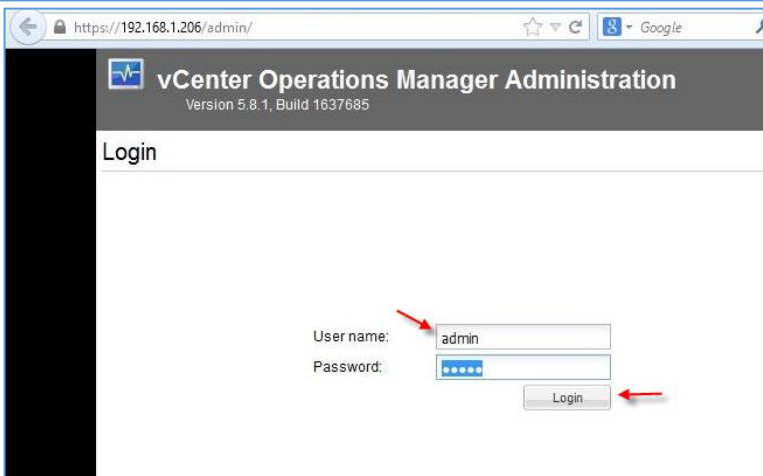 https://192.168.1.206/admin/
Google
vCenter Operations Manager Administration
Version 5.8.1, Build 1637685
Login
User name:
admin
Password:
Login